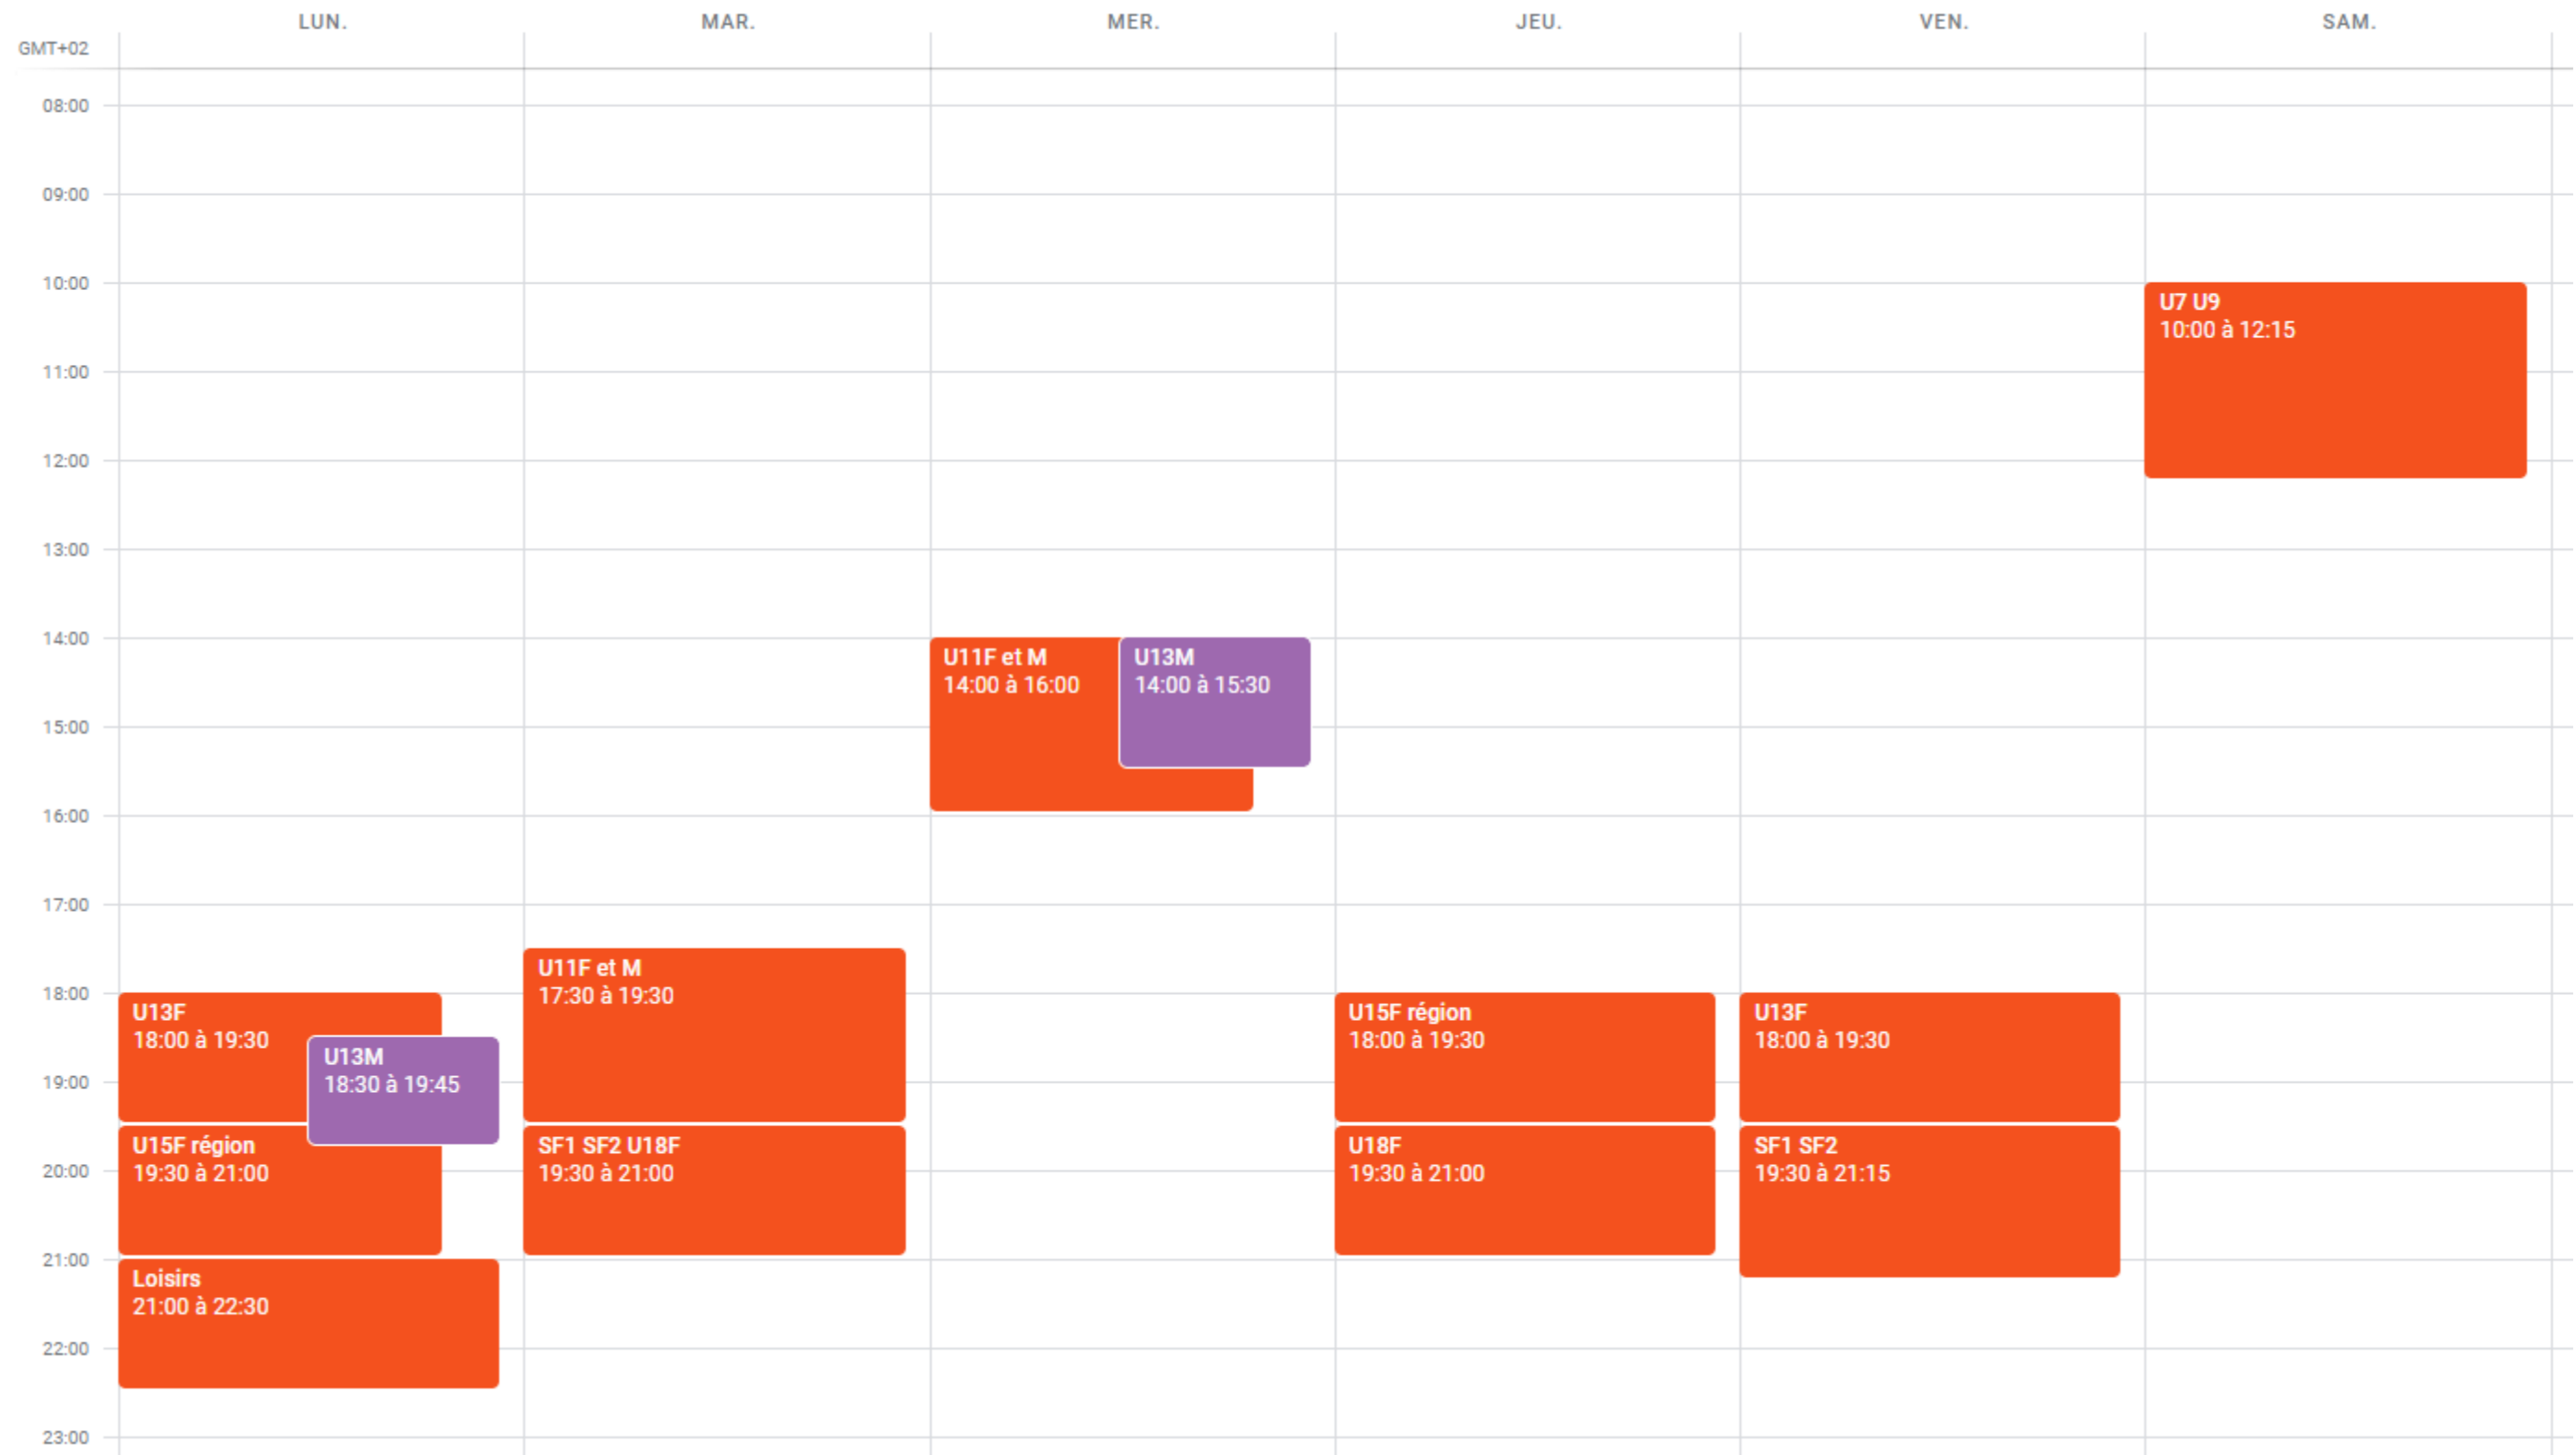 LUN.
MAR.
MER.
JEU.
VEN.
SAM.
GMT+02
08:00
09:00
10:00
11:00
12:00
13:00
14:00
15:00
16:00
17:00
18:00
19:00
20:00
21:00
22:00
23:00
U13F
18:00 à 19:30
U13M
18:30 à 19:45
U15F région
19:30 à 21:00
Loisirs
21:00 à 22:30
U11F et M
17:30 à 19:30
SF1 SF2 U18F
19:30 à 21:00
U11F et M
14:00 à 16:00
U13M
14:00 à 15:30
U15F région
18:00 à 19:30
U18F
19:30 à 21:00
U13F
18:00 à 19:30
SF1 SF2
19:30 à 21:15
U7 U9
10:00 à 12:15